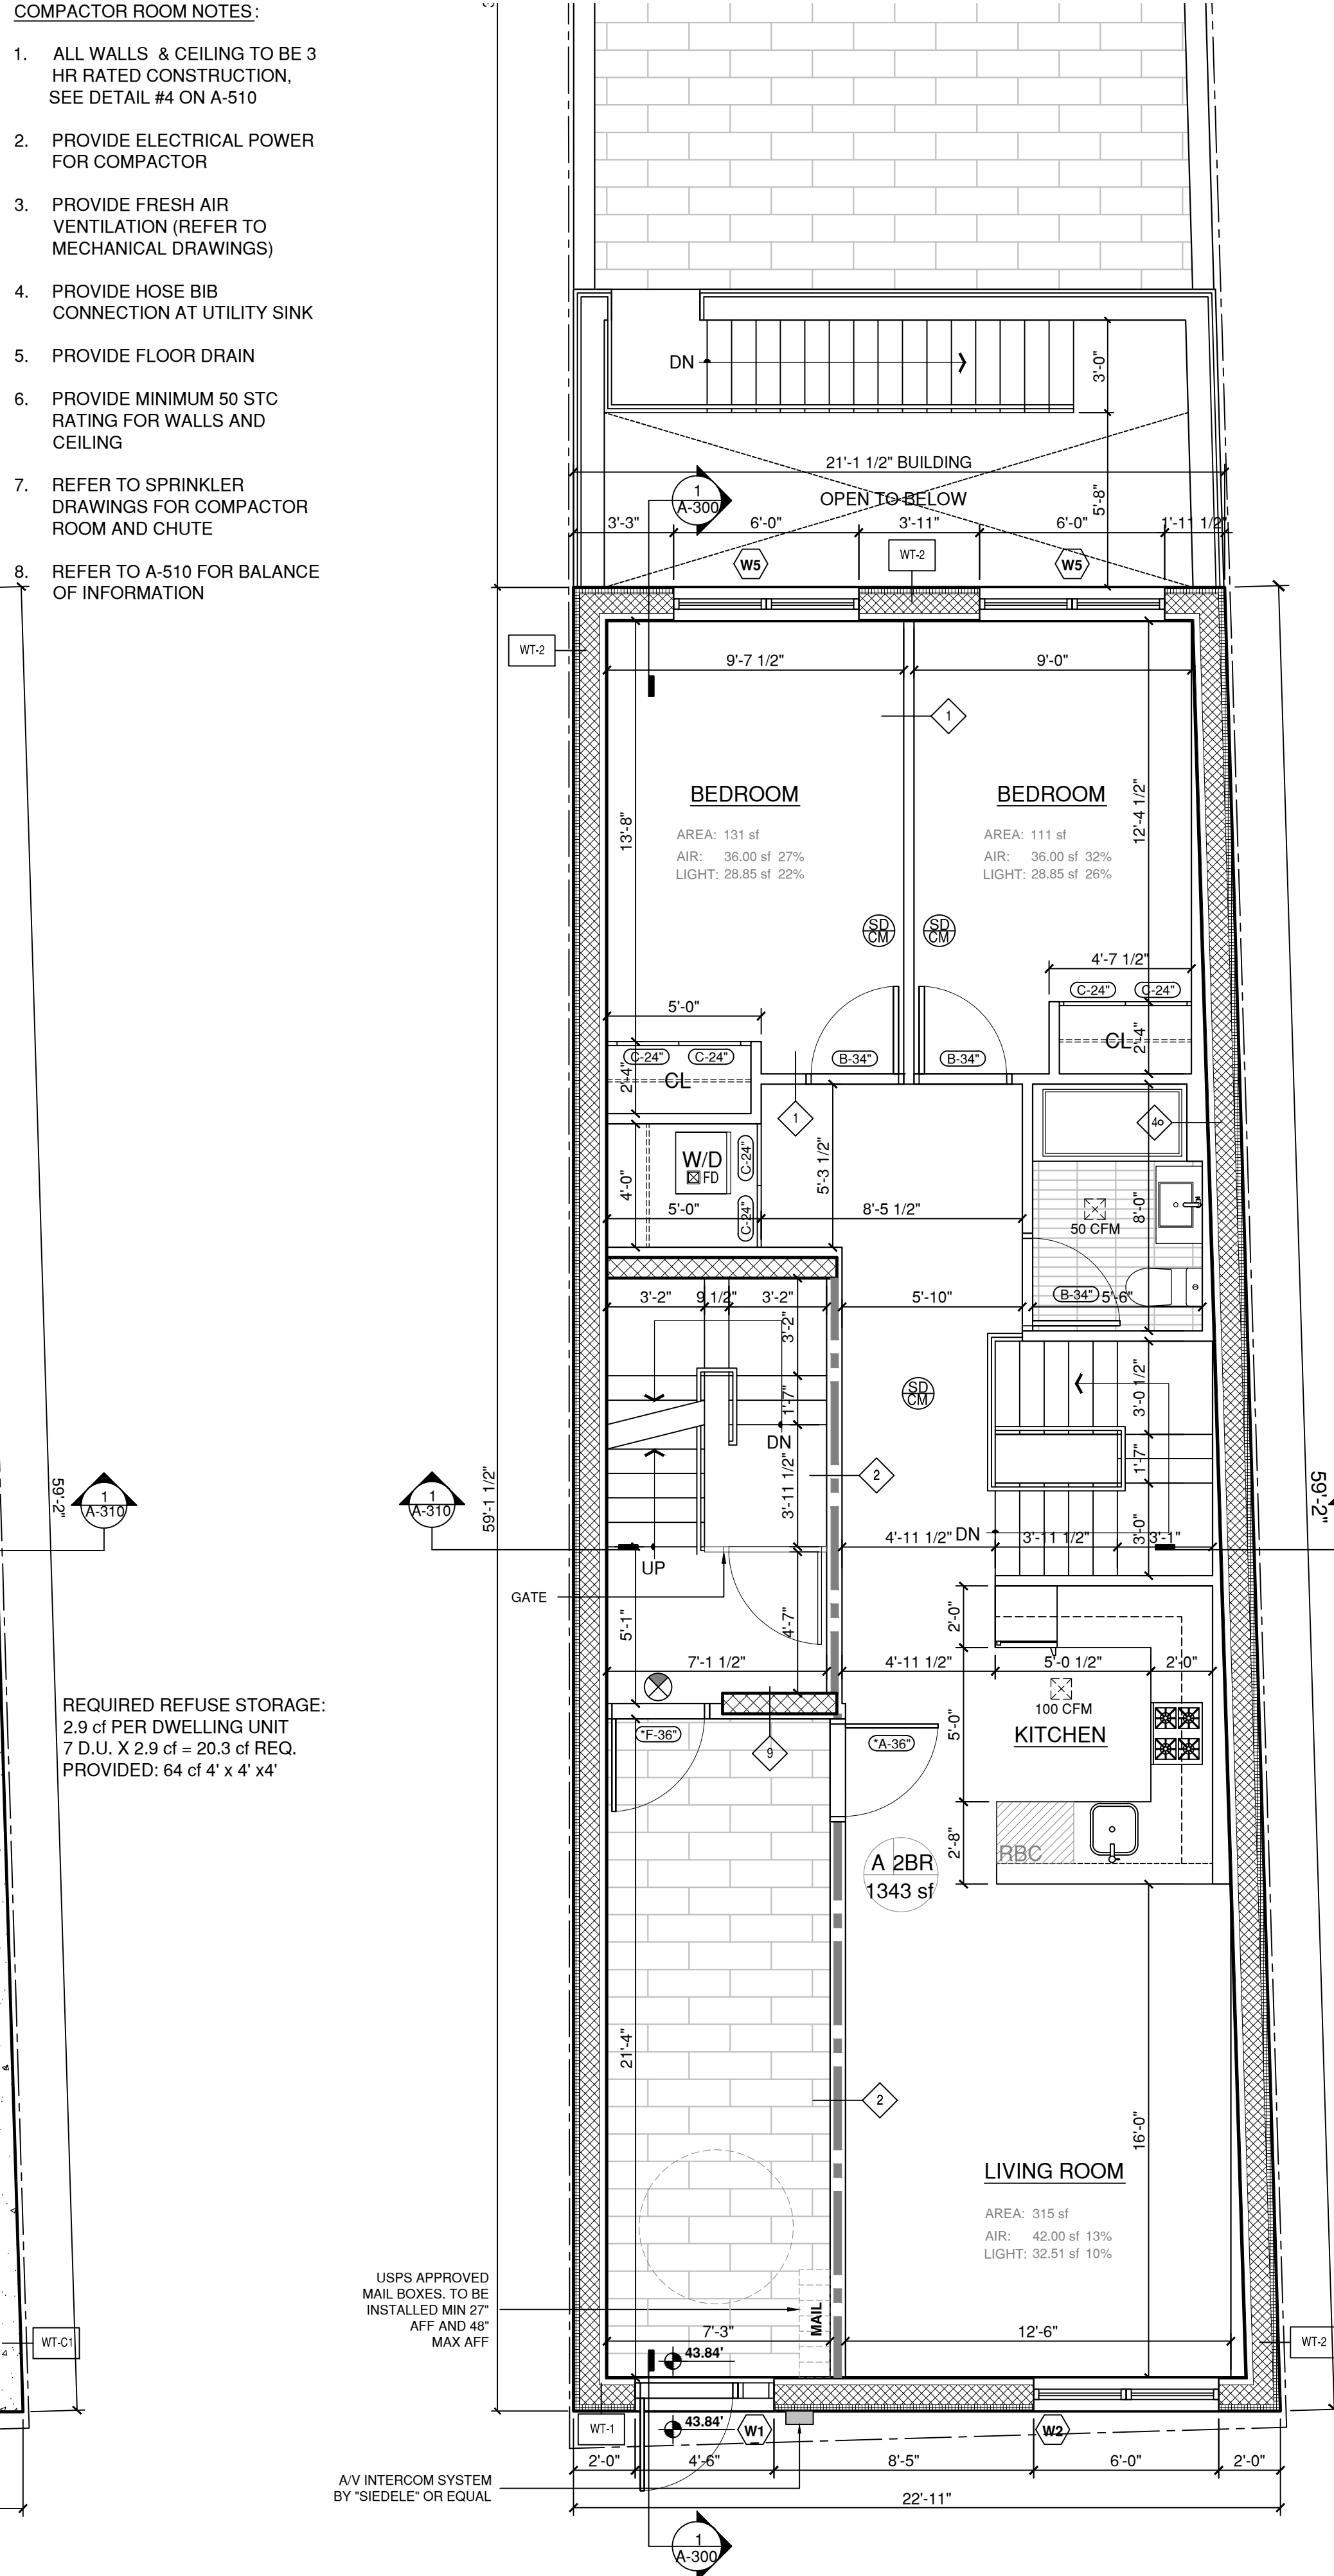 COMPACTOR ROOM NOTES:
1. ALL WALLS & CEILING TO BE 3
HR RATED CONSTRUCTION,
SEE DETAIL #4 ON A-510
2. PROVIDE ELECTRICAL POWER
FOR COMPACTOR
3. PROVIDE FRESH AIR
VENTILATION (REFER TO
MECHANICAL DRAWINGS)
4. PROVIDE HOSE BIB
CONNECTION AT UTILITY SINK
5. PROVIDE FLOOR DRAIN
6. PROVIDE MINIMUM 50 STC
RATING FOR WALLS AND
CEILING
7. REFER TO SPRINKLER
DRAWINGS FOR COMPACTOR
ROOM AND CHUTE
8. REFER TO A-510 FOR BALANCE
OF INFORMATION
DN
3'-0"
21'-1 1/2" BUILDING
1
A-300
OPEN TO BELOW
5'-8"
3'-3"
6'-0"
3'-11"
6'-0"
1'-11 1/2"
W5
WT-2
W5
WT-2
9'-7 1/2"
9'-0"
1
BEDROOM
AREA: 131 sf
AIR: 36.00 sf 27%
LIGHT: 28.85 sf 22%
13'-8"
BEDROOM
AREA: 111 sf
AIR: 36.00 sf 32%
LIGHT: 28.85 sf 26%
12'-4 1/2"
SD
CM
SD
CM
4'-7 1/2"
C-24"
C-24"
5'-0"
CL
2'-4"
C-24"
C-24"
B-34"
B-34"
2'-4"
CL
1
4
W/D
FD
C-24"
C-24"
4'-0"
5'-3 1/2"
5'-0"
8'-5 1/2"
8'-0"
50 CFM
B-34"
5'-6"
3'-2"
9 1/2"
3'-2"
5'-10"
3'-2"
1'-7"
SD
CM
3'-0 1/2"
DN
1'-7"
2
3'-11 1/2"
59'-2"
1
A-310
1
A-310
59'-1 1/2"
59'-2"
4'-11 1/2"
DN
3'-11 1/2"
3'-0"
3'-1"
UP
GATE
5'-1"
4'-7"
2'-0"
7'-1 1/2"
4'-11 1/2"
5'-0 1/2"
2'-0"
100 CFM
KITCHEN
5'-0"
REQUIRED REFUSE STORAGE:
2.9 cf PER DWELLING UNIT
7 D.U. X 2.9 cf = 20.3 cf REQ.
PROVIDED: 64 cf 4' x 4' x4'
*F-36"
9
*A-36"
2'-8"
RBC
A 2BR
1343 sf
21'-4"
2
16'-0"
LIVING ROOM
AREA: 315 sf
AIR: 42.00 sf 13%
LIGHT: 32.51 sf 10%
USPS APPROVED
MAIL BOXES. TO BE
INSTALLED MIN 27"
AFF AND 48"
MAX AFF
MAIL
7'-3"
12'-6"
43.84'
WT-C1
WT-2
WT-1
43.84'
W1
W2
2'-0"
4'-6"
8'-5"
6'-0"
2'-0"
A/V INTERCOM SYSTEM
BY "SIEDELE" OR EQUAL
22'-11"
1
A-300